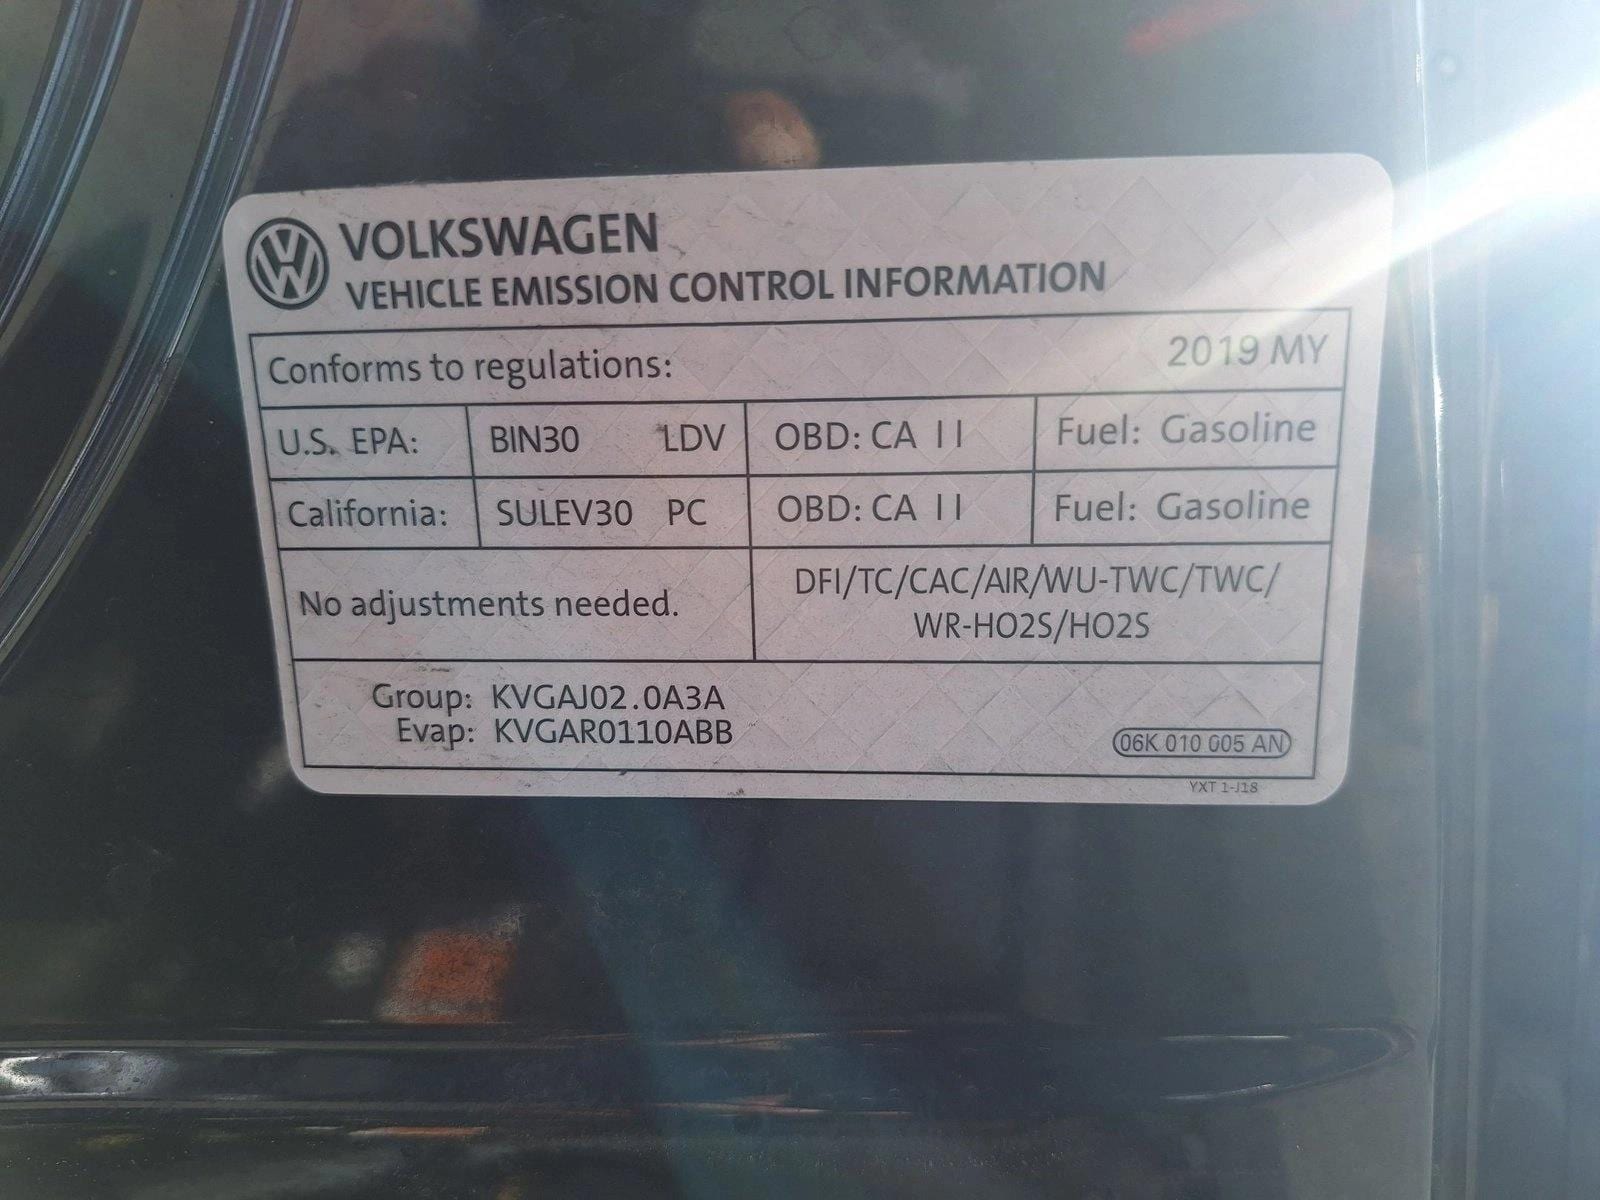 VOLKSWAGEN
VEHICLE EMISSION CONTROL INFORMATION
Conforms to regulations: 2019 MY
U.S. EPA: BIN30 LDV OBD: CA II Fuel: Gasoline
California: SULEV30 PC OBD: CA II Fuel: Gasoline
No adjustments needed.
DFI/TC/CAC/AIR/WU-TWC/TWC/
WR-HO2S/HO2S
Group: KVGAJ02.0A3A
Evap: KVGAR0110ABB
06K 010 005 AN
YXT 1-J18